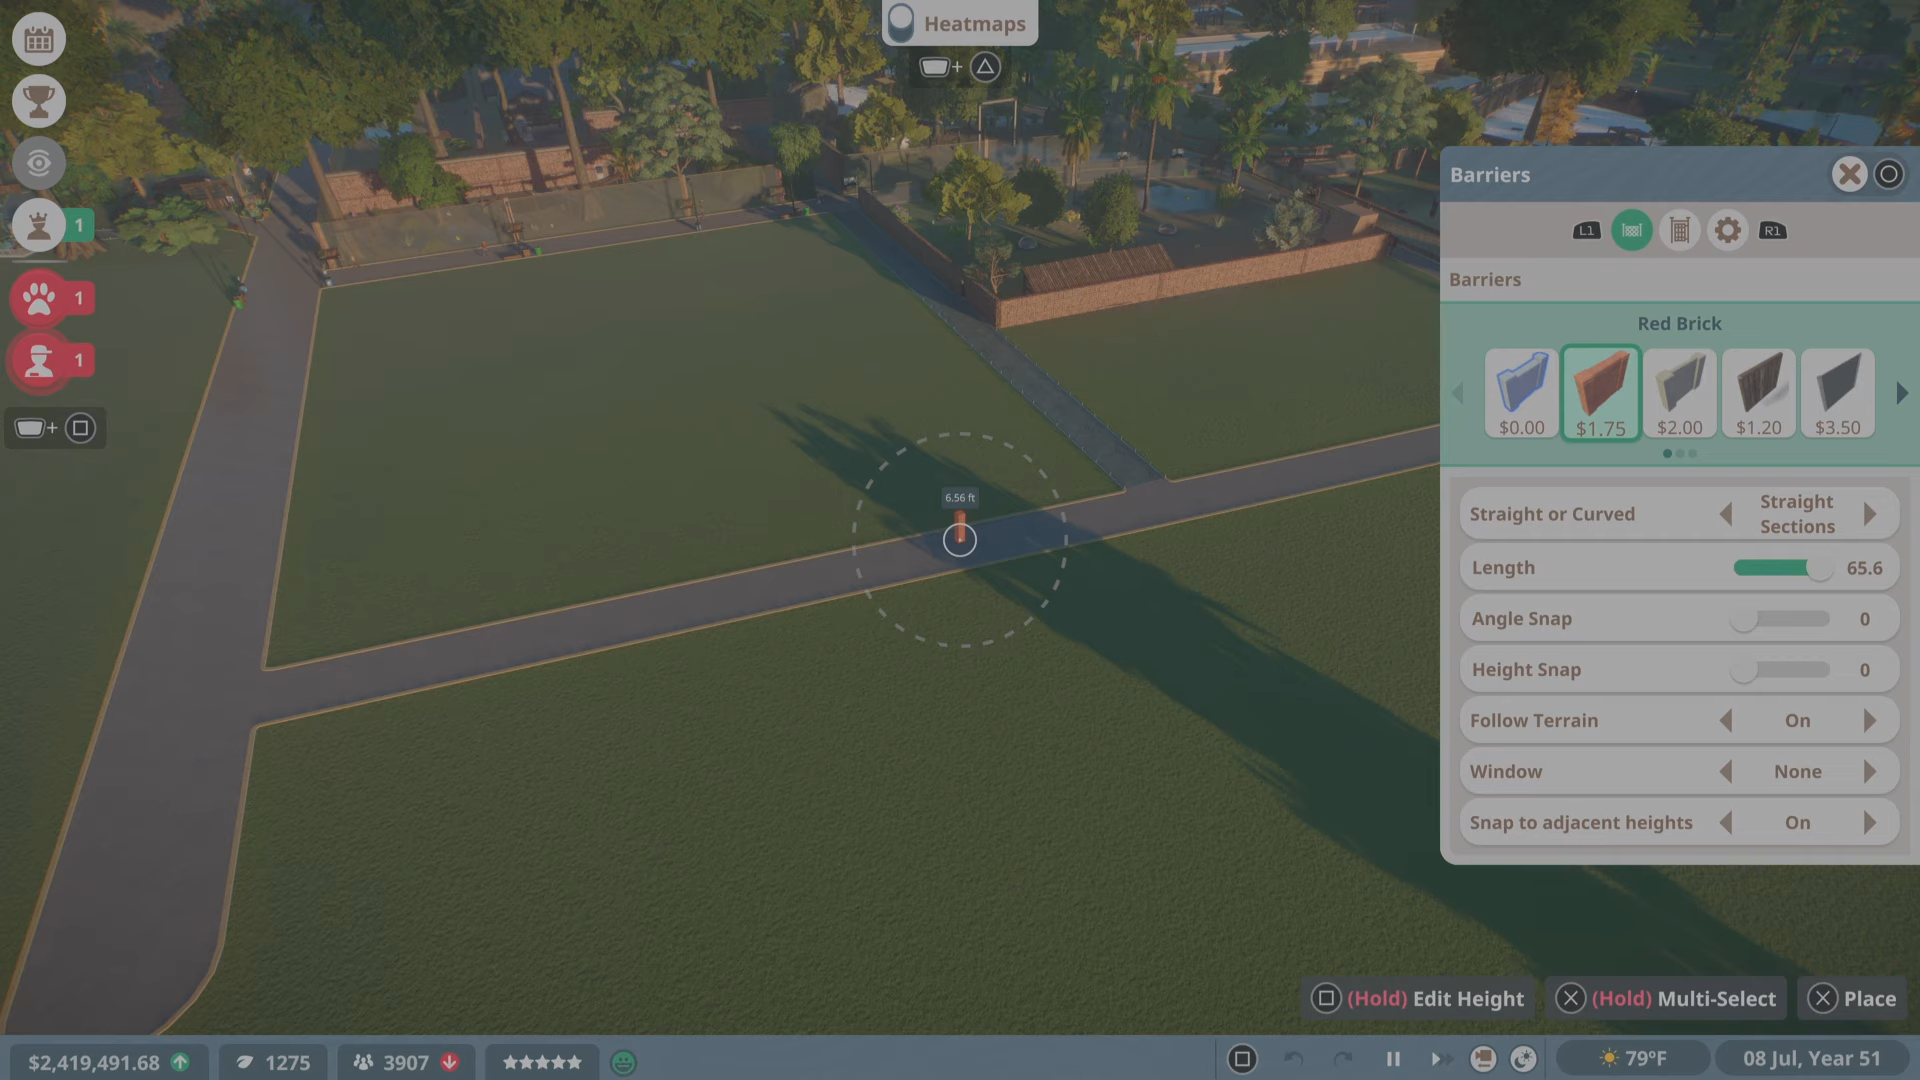 Heatmaps
+
1
1
1
+
6.56 ft
Barriers
L1
R1
Barriers
Red Brick
$0.00
$1.75
$2.00
$1.20
$3.50
Straight or Curved
Straight
Sections
Length
65.6
Angle Snap
0
Height Snap
0
Follow Terrain
On
Window
None
Snap to adjacent heights
On
(Hold) Edit Height
(Hold) Multi-Select
Place
$2,419,491.68
1275
3907
79°F
08 Jul, Year 51